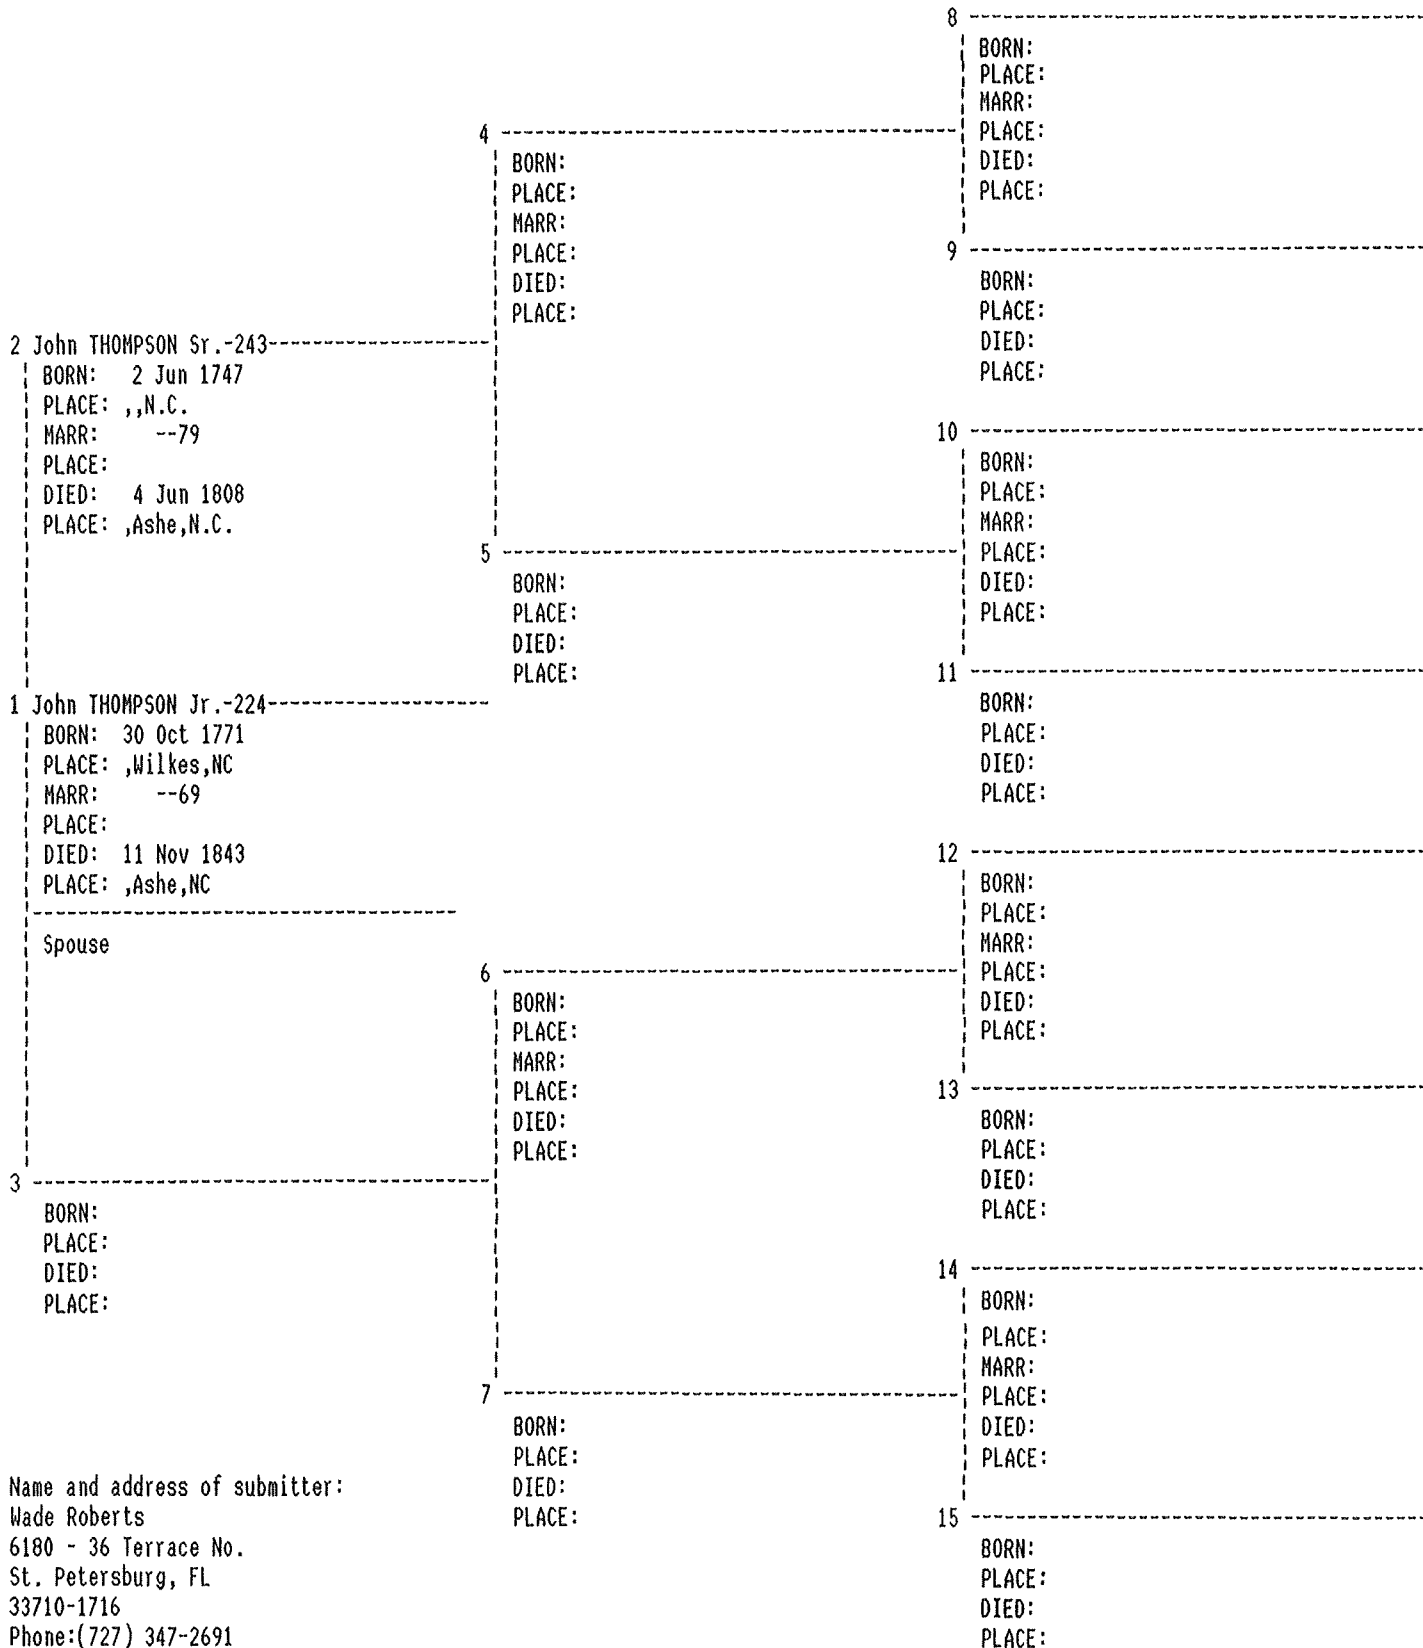 8
BORN:
PLACE:
MARR:
PLACE:
DIED:
PLACE:
4
BORN:
PLACE:
MARR:
PLACE:
DIED:
PLACE:
9
BORN:
PLACE:
DIED:
PLACE:
2 John THOMPSON Sr.-243
BORN: 2 Jun 1747
PLACE: ,,N.C.
MARR: --79
PLACE:
DIED: 4 Jun 1808
PLACE: ,Ashe,N.C.
10
BORN:
PLACE:
MARR:
PLACE:
DIED:
PLACE:
5
BORN:
PLACE:
DIED:
PLACE:
11
BORN:
PLACE:
DIED:
PLACE:
1 John THOMPSON Jr.-224
BORN: 30 Oct 1771
PLACE: ,Wilkes,NC
MARR: --69
PLACE:
DIED: 11 Nov 1843
PLACE: ,Ashe,NC
Spouse
12
BORN:
PLACE:
MARR:
PLACE:
DIED:
PLACE:
6
BORN:
PLACE:
MARR:
PLACE:
DIED:
PLACE:
13
BORN:
PLACE:
DIED:
PLACE:
3
BORN:
PLACE:
DIED:
PLACE:
14
BORN:
PLACE:
MARR:
PLACE:
DIED:
PLACE:
7
BORN:
PLACE:
DIED:
PLACE:
15
BORN:
PLACE:
DIED:
PLACE:
Name and address of submitter:
Wade Roberts
6180 - 36 Terrace No.
St. Petersburg, FL
33710-1716
Phone:(727) 347-2691